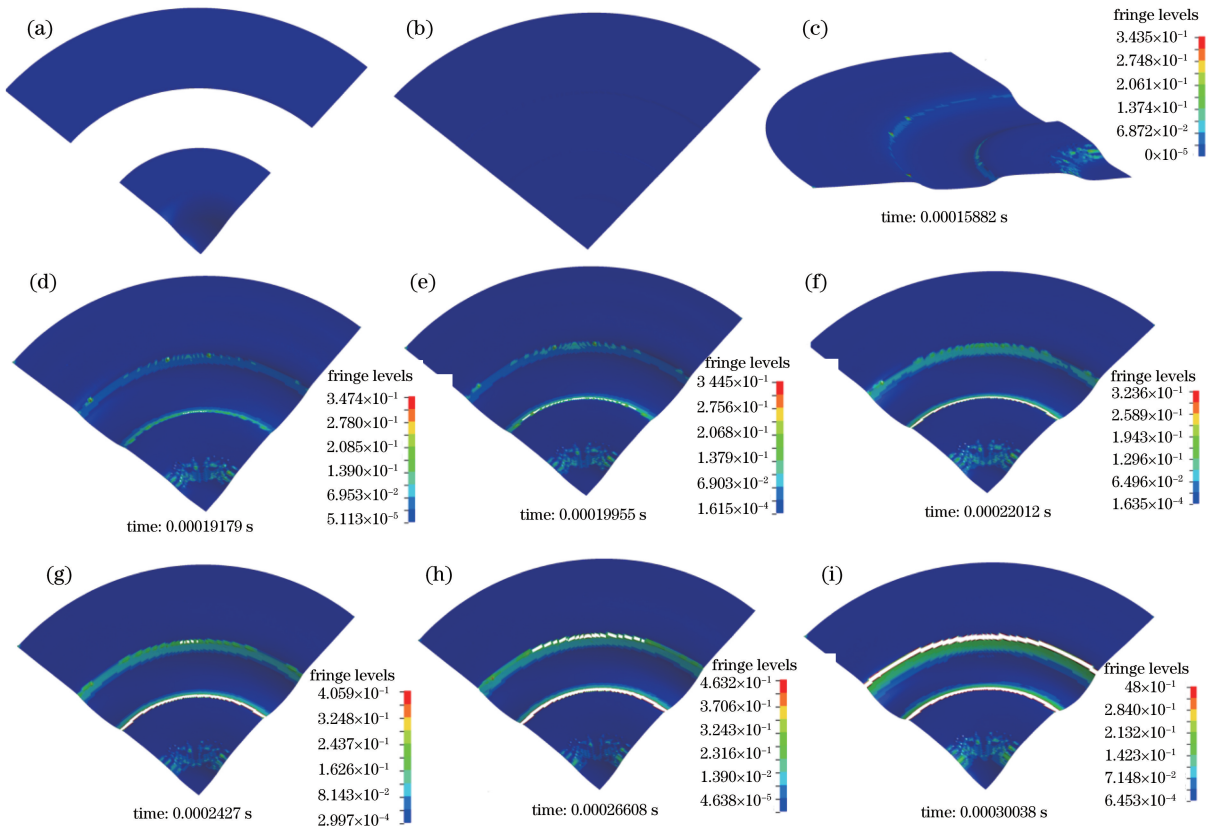 (a)
(b)
(c)
fringe levels
3.435×10⁻¹
2.748×10⁻¹
2.061×10⁻¹
1.374×10⁻¹
6.872×10⁻²
0×10⁻⁵
time: 0.00015882 s
(d)
fringe levels
3.474×10⁻¹
2.780×10⁻¹
2.085×10⁻¹
1.390×10⁻¹
6.953×10⁻²
5.113×10⁻⁵
time: 0.00019179 s
(e)
fringe levels
3.445×10⁻¹
2.756×10⁻¹
2.068×10⁻¹
1.379×10⁻¹
6.903×10⁻²
1.615×10⁻⁴
time: 0.00019955 s
(f)
fringe levels
3.236×10⁻¹
2.589×10⁻¹
1.943×10⁻¹
1.296×10⁻¹
6.496×10⁻²
1.635×10⁻⁴
time: 0.00022012 s
(g)
fringe levels
4.059×10⁻¹
3.248×10⁻¹
2.437×10⁻¹
1.626×10⁻¹
8.143×10⁻²
2.997×10⁻⁴
time: 0.0002427 s
(h)
fringe levels
4.632×10⁻¹
3.706×10⁻¹
3.243×10⁻¹
2.316×10⁻¹
1.390×10⁻²
4.638×10⁻⁵
time: 0.00026608 s
(i)
fringe levels
48×10⁻¹
2.840×10⁻¹
2.132×10⁻¹
1.423×10⁻¹
7.148×10⁻²
6.453×10⁻⁴
time: 0.00030038 s